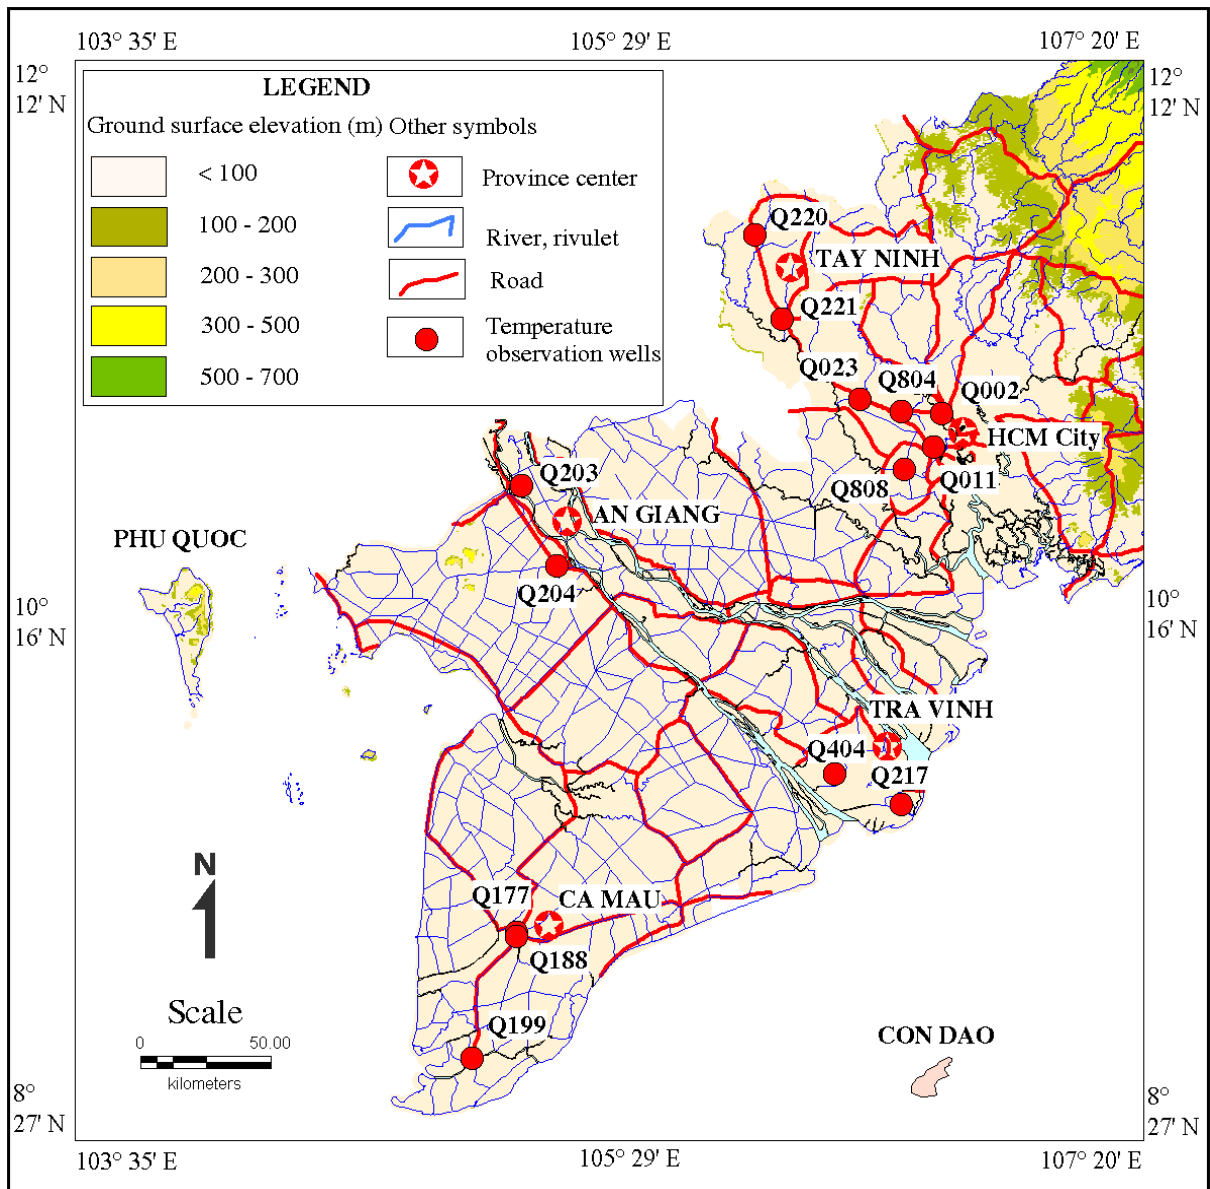 103° 35' E
105° 29' E
107° 20' E
12°
12' N
12°
12' N
LEGEND
Ground surface elevation (m)
Other symbols
< 100
100 - 200
200 - 300
300 - 500
500 - 700
Province center
River, rivulet
Road
Temperature
observation wells
Q220
TAY NINH
Q221
Q023
Q804
Q002
HCM City
Q808
Q011
Q203
AN GIANG
Q204
PHU QUOC
10°
16' N
10°
16' N
TRA VINH
Q404
Q217
N
Q177
CA MAU
Q188
Q199
Scale
0
50.00
kilometers
CON DAO
8°
27' N
8°
27' N
103° 35' E
105° 29' E
107° 20' E